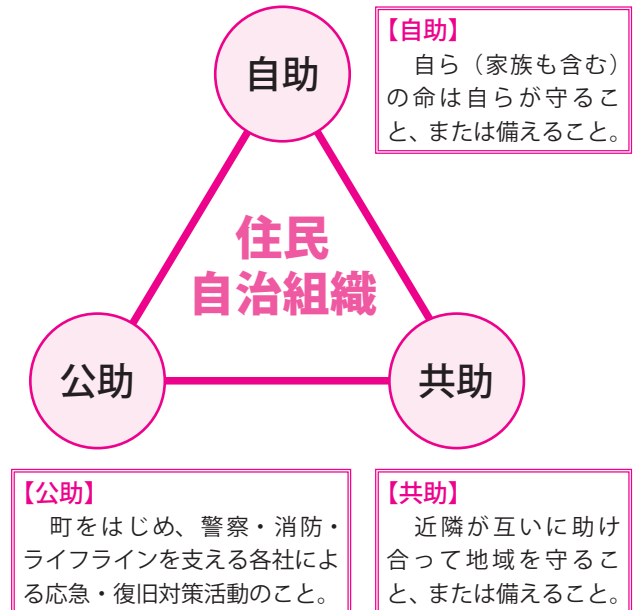 自助
【自助】
自ら（家族も含む）
の命は自らが守るこ
と、または備えること。
住民
自治組織
公助
共助
【公助】
町をはじめ、警察・消防・
ライフラインを支える各社によ
る応急・復旧対策活動のこと。
【共助】
近隣が互いに助け
合って地域を守るこ
と、または備えること。